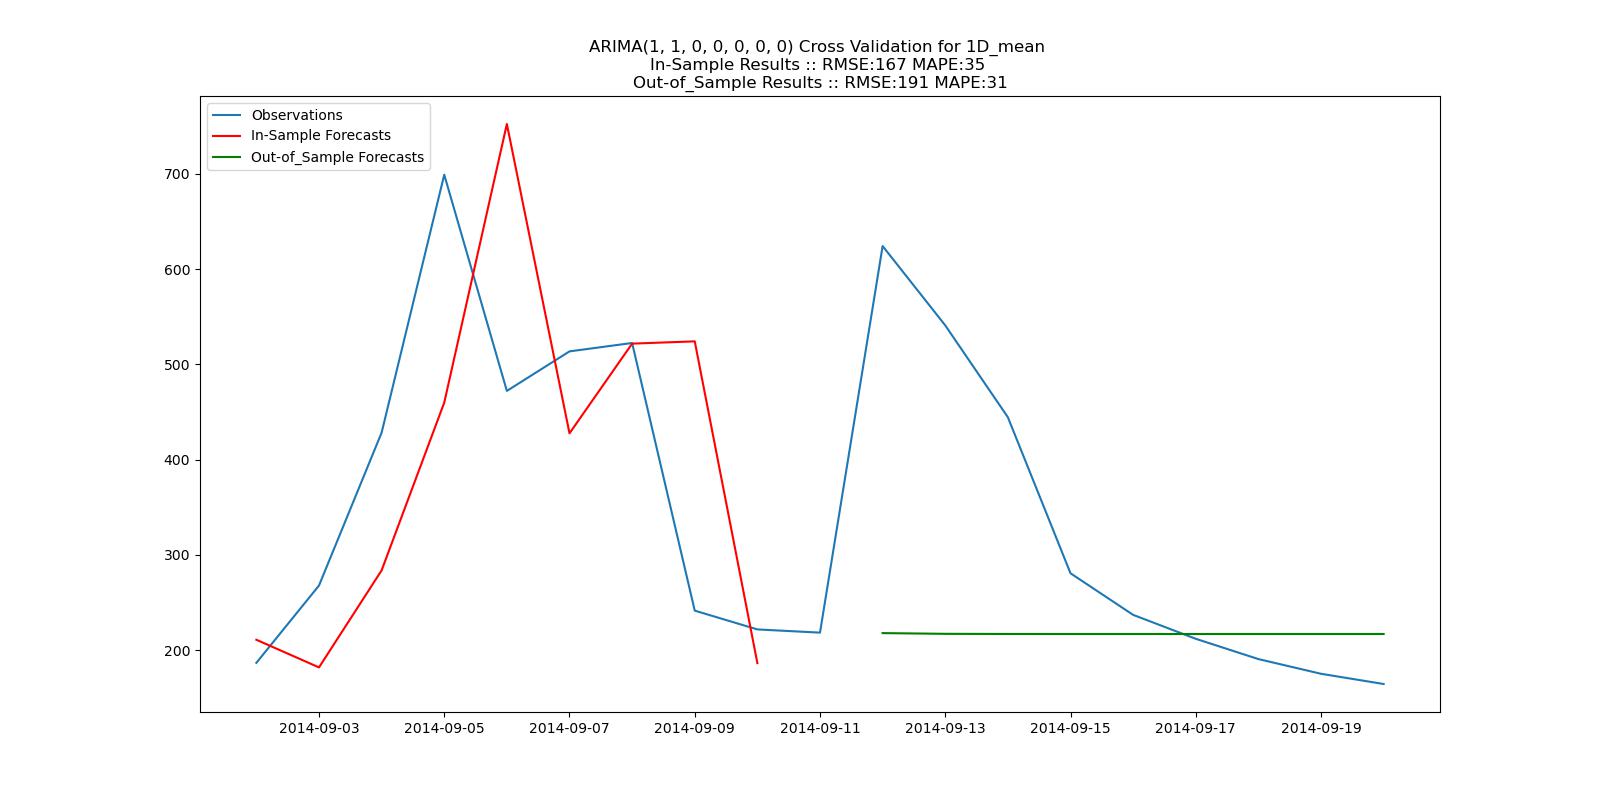 ARIMA(1, 1, 0, 0, 0, 0, 0) Cross Validation for 1D_mean
In-Sample Results :: RMSE:167 MAPE:35
Out-of_Sample Results :: RMSE:191 MAPE:31
Observations
In-Sample Forecasts
Out-of_Sample Forecasts
700
600
500
400
300
200
2014-09-03 2014-09-05 2014-09-07 2014-09-09 2014-09-11 2014-09-13 2014-09-15 2014-09-17 2014-09-19